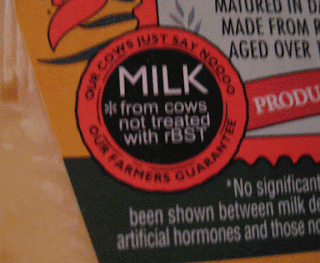 MATURED IN
MADE FROM
AGED OVER
OUR COWS JUST SAY NOOOO
MILK
*from cows
not treated
with rBST
OUR FARMERS GUARANTEE
PRODU
*No significant
been shown between milk de
artificial hormones and those no